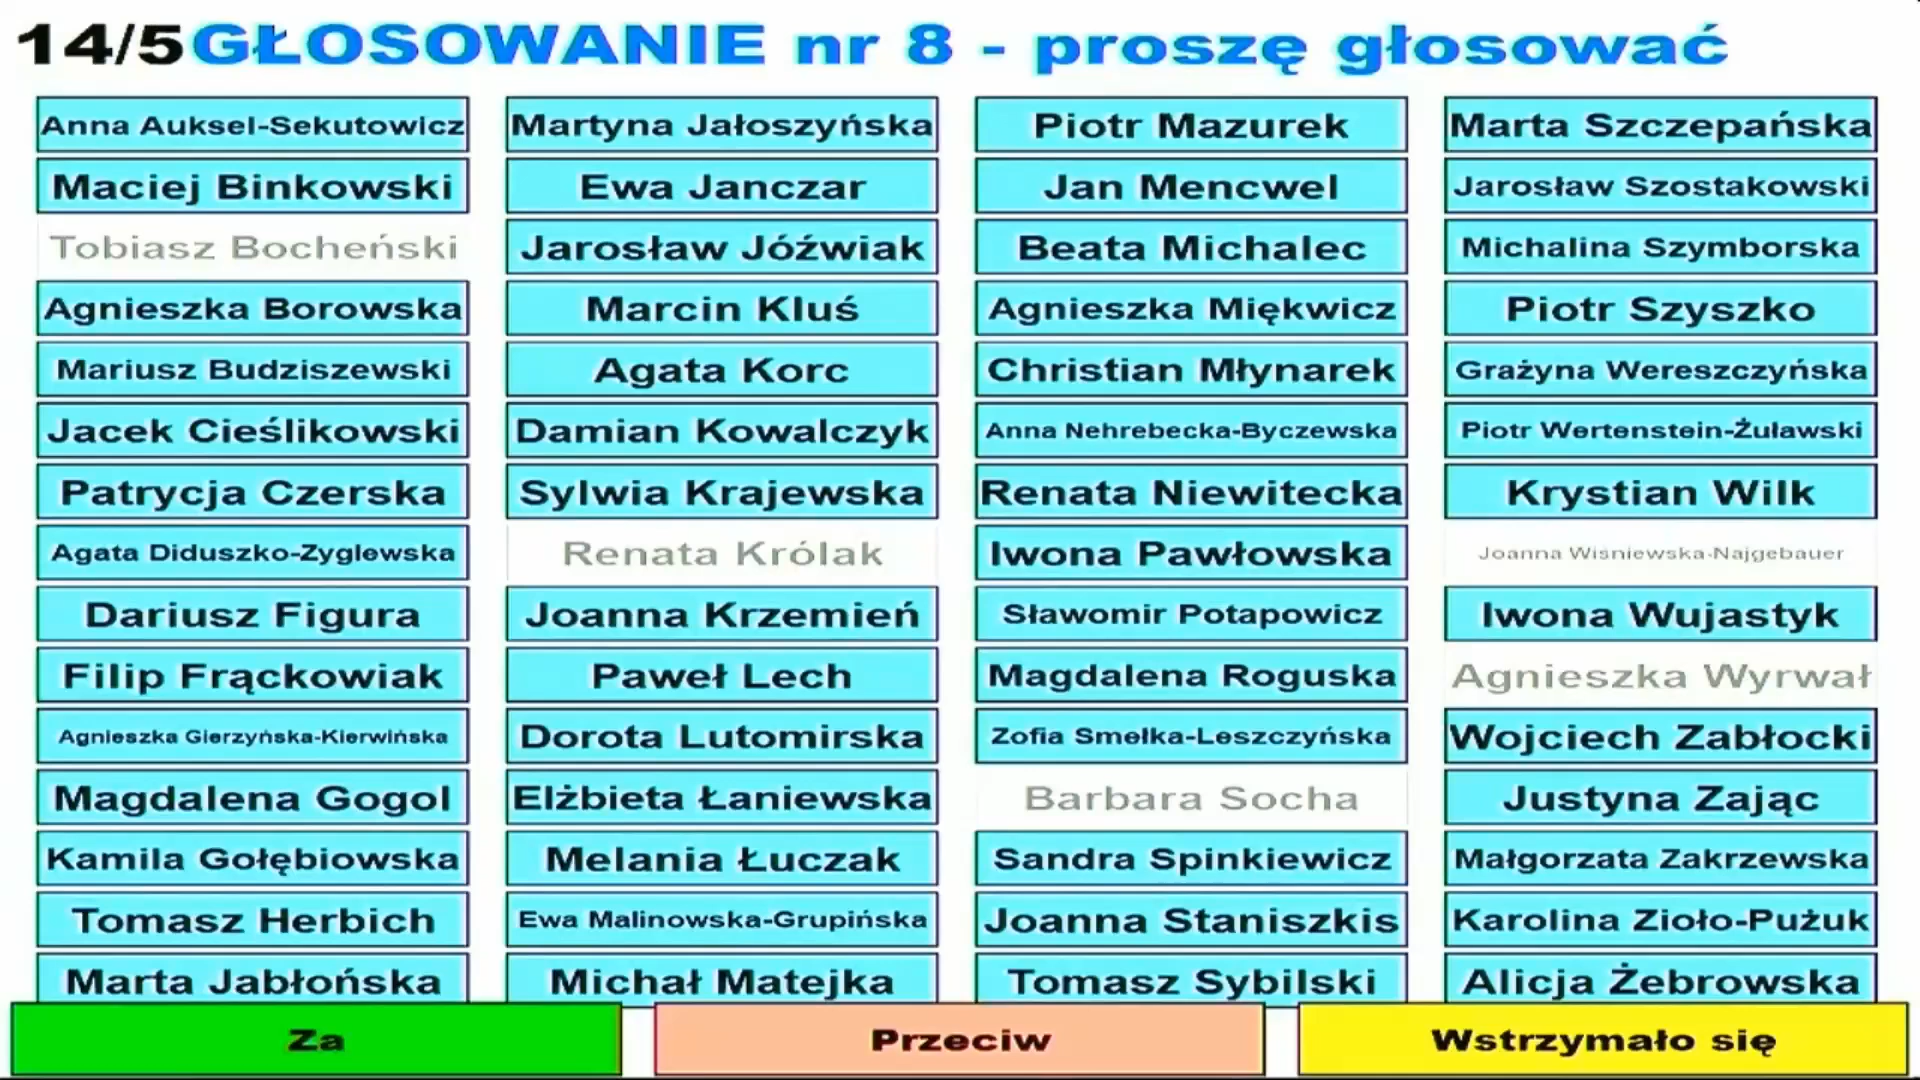 14/5 GŁOSOWANIE nr 8 - proszę głosować
Anna Auksel-Sekutowicz
Maciej Binkowski
Tobiasz Bocheński
Agnieszka Borowska
Mariusz Budziszewski
Jacek Cieślikowski
Patrycja Czerska
Agata Diduszko-Zyglewska
Dariusz Figura
Filip Frąckowiak
Agnieszka Gierzyńska-Kierwińska
Magdalena Gogol
Kamila Gołębiowska
Tomasz Herbich
Marta Jabłońska
Martyna Jałoszyńska
Ewa Janczar
Jarosław Jóźwiak
Marcin Kluś
Agata Korc
Damian Kowalczyk
Sylwia Krajewska
Renata Królak
Joanna Krzemień
Paweł Lech
Dorota Lutomirska
Elżbieta Łaniewska
Melania Łuczak
Ewa Malinowska-Grupińska
Michał Matejka
Piotr Mazurek
Jan Mencwel
Beata Michalec
Agnieszka Miękwicz
Christian Młynarek
Anna Nehrebecka-Byczewska
Renata Niewitecka
Iwona Pawłowska
Sławomir Potapowicz
Magdalena Roguska
Zofia Smełka-Leszczyńska
Barbara Socha
Sandra Spinkiewicz
Joanna Staniszkis
Tomasz Sybilski
Marta Szczepańska
Jarosław Szostakowski
Michalina Szymborska
Piotr Szyszko
Grażyna Wereszczyńska
Piotr Wertenstein-Żuławski
Krystian Wilk
Joanna Wiśniewska-Najgebauer
Iwona Wujastyk
Agnieszka Wyrwał
Wojciech Zabłocki
Justyna Zając
Małgorzata Zakrzewska
Karolina Zioło-Pużuk
Alicja Żebrowska
Za
Przeciw
Wstrzymało się